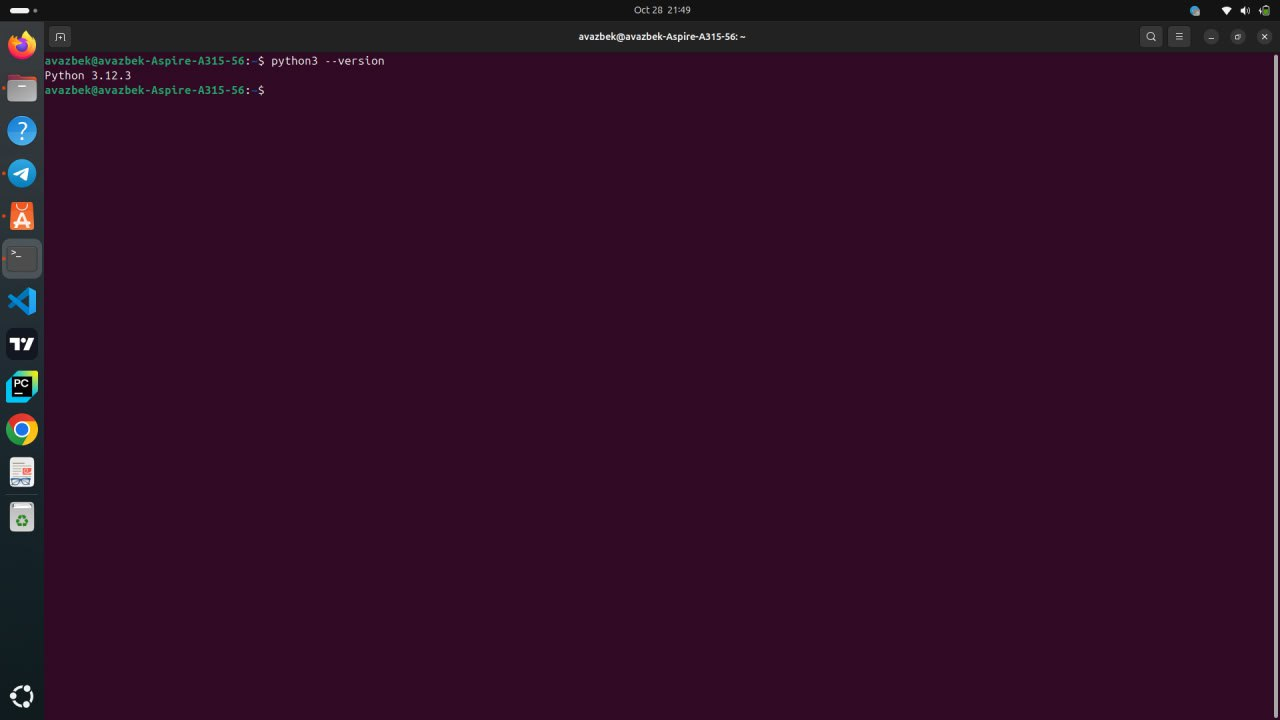 Oct 28 21:49
avazbek@avazbek-Aspire-A315-56: ~
avazbek@avazbek-Aspire-A315-56:~$ python3 --version
Python 3.12.3
avazbek@avazbek-Aspire-A315-56:~$
>_
PC